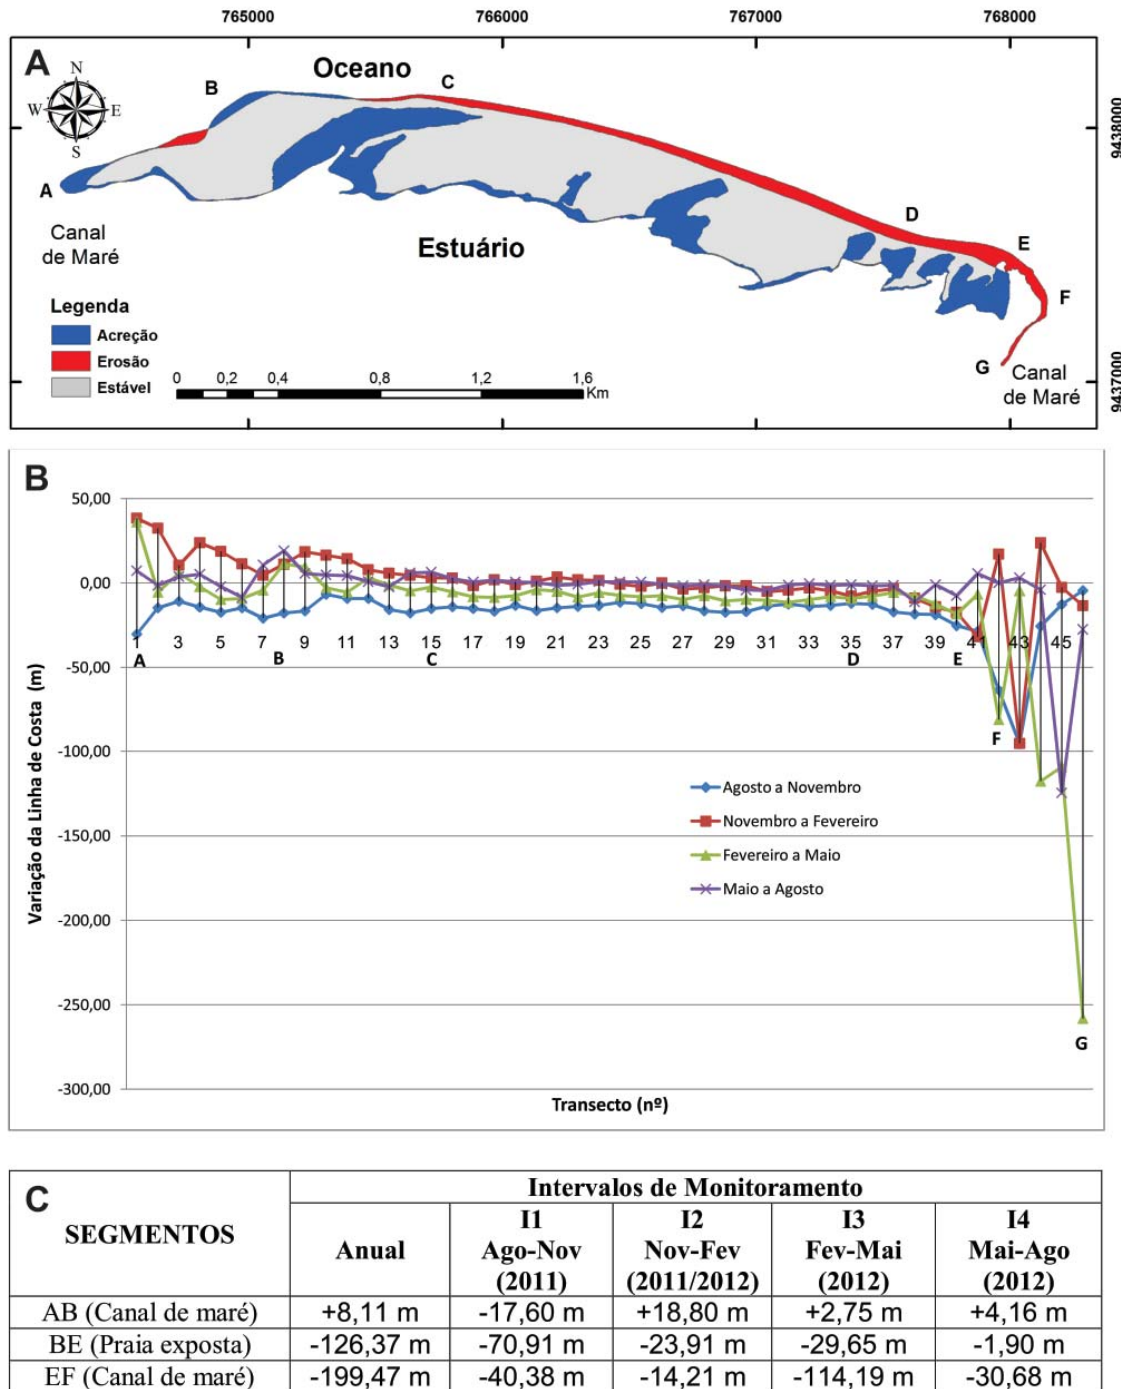 765000 766000 767000 768000
A
N
W E
S
Oceano
B
C
9438000
A
D
Canal
de Maré
Estuário
E
F
Legenda
Acreção
Erosão
Estável
0 0,2 0,4 0,8 1,2 1,6
Km
G
Canal
de Maré
9437000
B
50,00
0,00
-50,00
-100,00
-150,00
-200,00
-250,00
-300,00
Variação da Linha de Costa (m)
1 3 5 7 9 11 13 15 17 19 21 23 25 27 29 31 33 35 37 39 41 43 45
A B C D E
F
Agosto a Novembro
Novembro a Fevereiro
Fevereiro a Maio
Maio a Agosto
G
Transecto (nº)
C
SEGMENTOS
Intervalos de Monitoramento
Anual
I1
Ago-Nov
(2011)
I2
Nov-Fev
(2011/2012)
I3
Fev-Mai
(2012)
I4
Mai-Ago
(2012)
AB (Canal de maré) +8,11 m -17,60 m +18,80 m +2,75 m +4,16 m
BE (Praia exposta) -126,37 m -70,91 m -23,91 m -29,65 m -1,90 m
EF (Canal de maré) -199,47 m -40,38 m -14,21 m -114,19 m -30,68 m